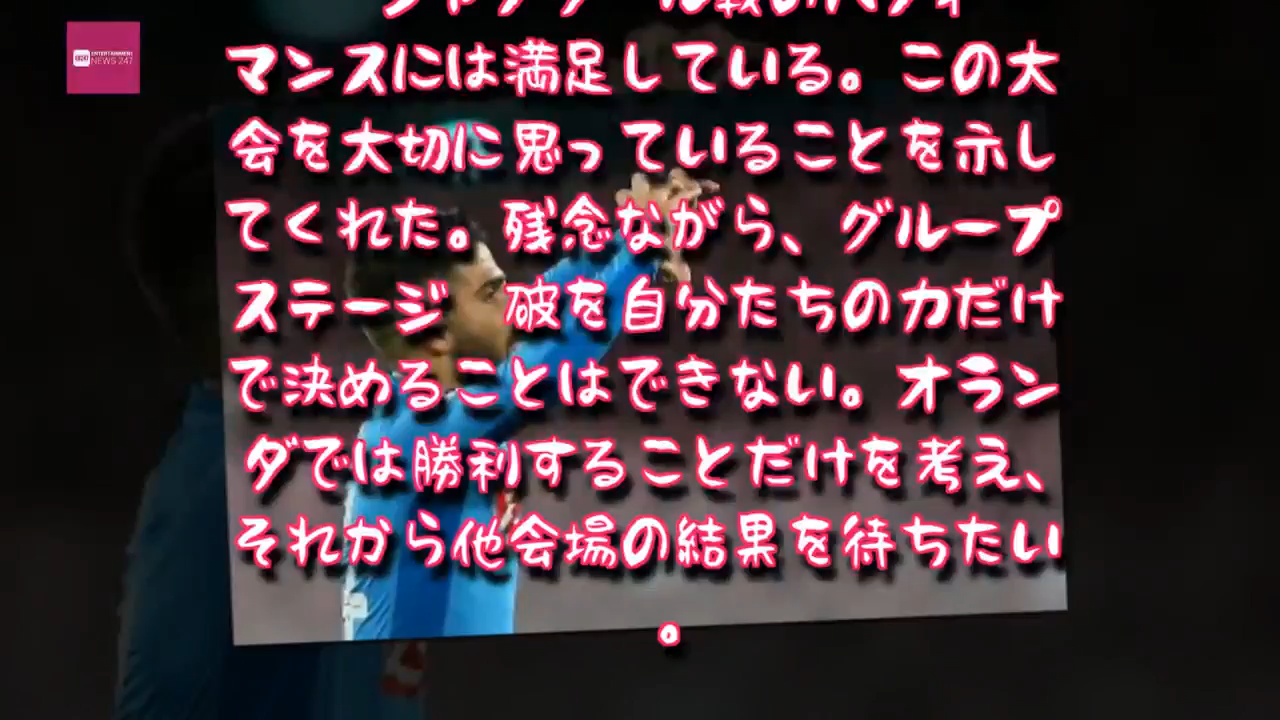 ENTERTAINMENT
NEWS 247
マンスには満足している。この大
会を大切に思っていることを示し
てくれた。残念ながら、グループ
ステージ 破を自分たちの力だけ
で決めることはできない。オラン
ダでは勝利することだけを考え、
それから他会場の結果を待ちたい
。